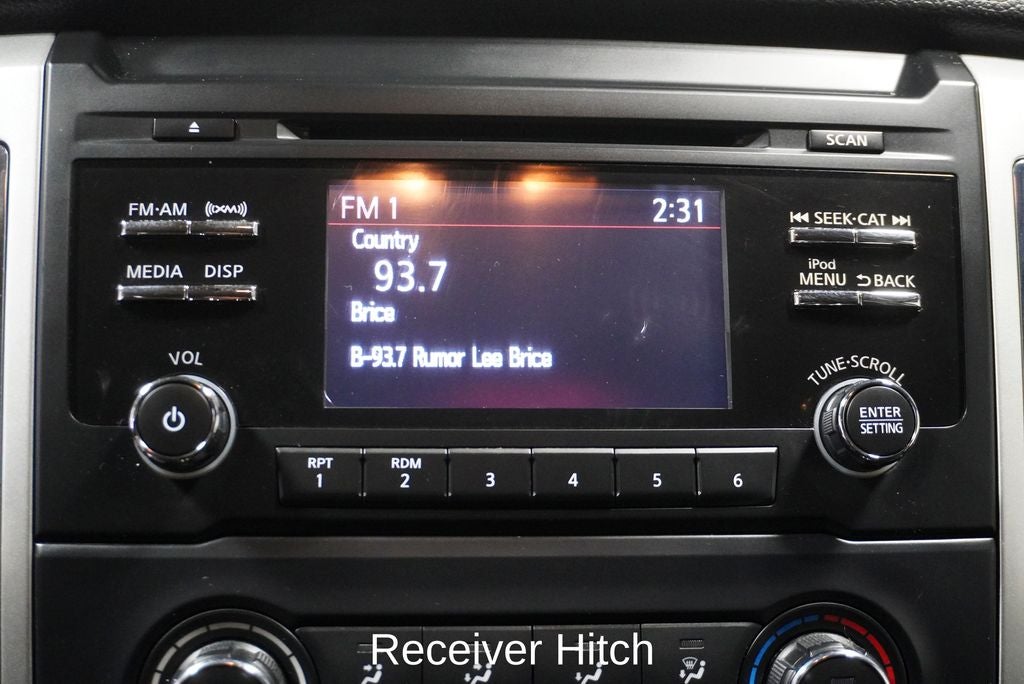 SCAN
FM·AM ((XM))
FM 1 2:31
SEEK·CAT
Country
93.7
iPod
MEDIA DISP
MENU BACK
Brice
B-93.7 Rumor Lee Brice
VOL
TUNE·SCROLL
ENTER
SETTING
RPT RDM
1 2 3 4 5 6
Receiver Hitch